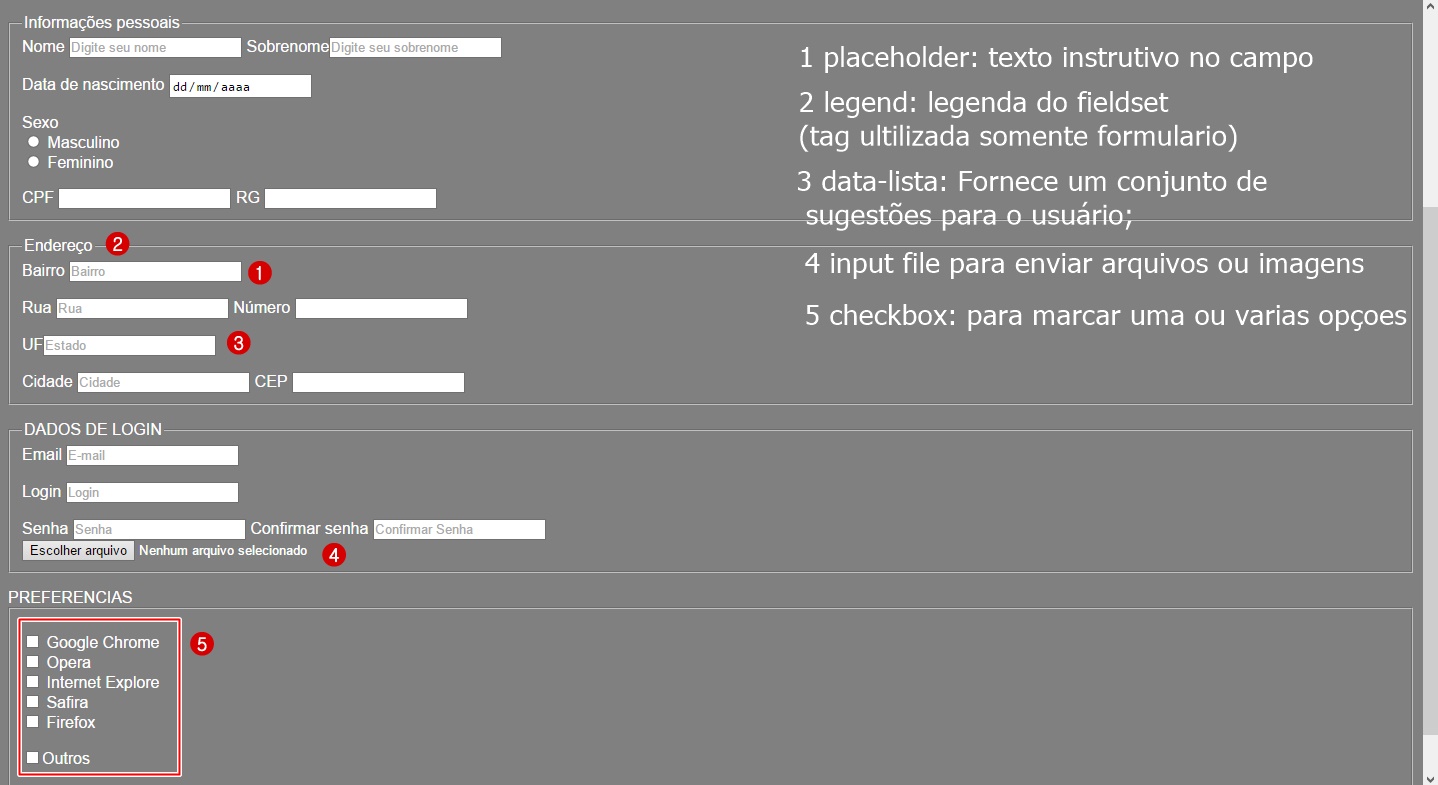 Informações pessoais
Nome Digite seu nome Sobrenome Digite seu sobrenome
Data de nascimento dd/mm/aaaa
Sexo
Masculino
Feminino
CPF RG
1 placeholder: texto instrutivo no campo
2 legend: legenda do fieldset
(tag ultilizada somente formulario)
3 data-lista: Fornece um conjunto de
sugestões para o usuário;
4 input file para enviar arquivos ou imagens
5 checkbox: para marcar uma ou varias opçoes
Endereço 2
Bairro Bairro 1
Rua Rua Número
UF Estado 3
Cidade Cidade CEP
DADOS DE LOGIN
Email E-mail
Login Login
Senha Senha Confirmar senha Confirmar Senha
Escolher arquivo Nenhum arquivo selecionado 4
PREFERENCIAS
Google Chrome 5
Opera
Internet Explore
Safira
Firefox
Outros